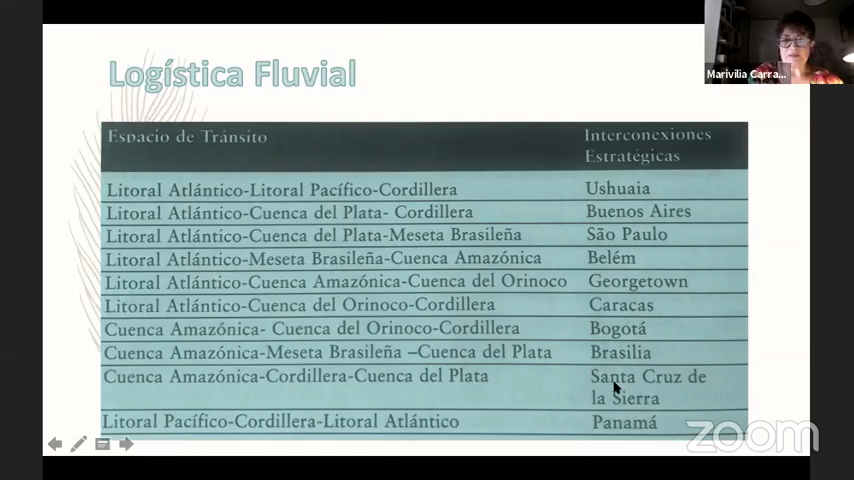 Logística Fluvial
Marivilia Carra...
Espacio de Tránsito
Interconexiones
Estratégicas
Litoral Atlántico-Litoral Pacífico-Cordillera Ushuaia
Litoral Atlántico-Cuenca del Plata- Cordillera Buenos Aires
Litoral Atlántico-Cuenca del Plata-Meseta Brasileña São Paulo
Litoral Atlántico-Meseta Brasileña-Cuenca Amazónica Belém
Litoral Atlántico-Cuenca Amazónica-Cuenca del Orinoco Georgetown
Litoral Atlántico-Cuenca del Orinoco-Cordillera Caracas
Cuenca Amazónica- Cuenca del Orinoco-Cordillera Bogotá
Cuenca Amazónica-Meseta Brasileña –Cuenca del Plata Brasilia
Cuenca Amazónica-Cordillera-Cuenca del Plata Santa Cruz de
la Sierra
Litoral Pacífico-Cordillera-Litoral Atlántico Panamá
zoom